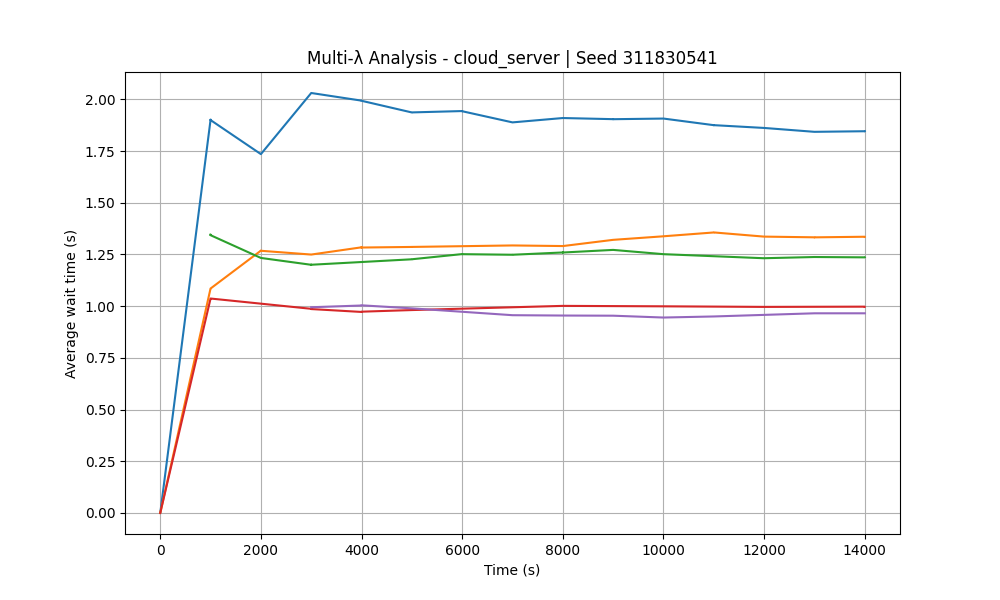 Multi-λ Analysis - cloud_server | Seed 311830541
Average wait time (s)
2.00
1.75
1.50
1.25
1.00
0.75
0.50
0.25
0.00
0 2000 4000 6000 8000 10000 12000 14000
Time (s)